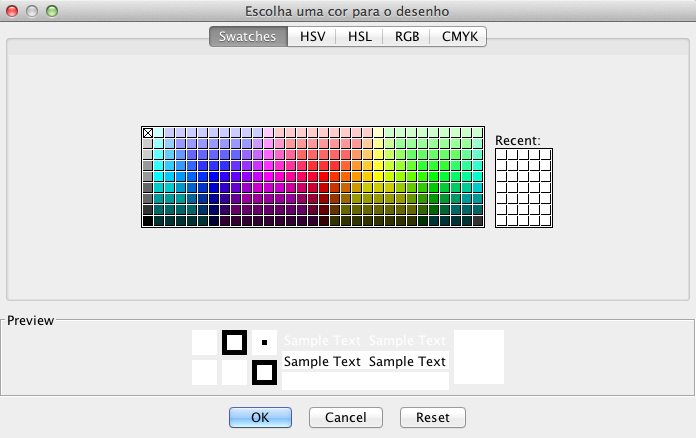 Escolha uma cor para o desenho
Swatches HSV HSL RGB CMYK
Recent:
Preview
Sample Text Sample Text
Sample Text Sample Text
OK Cancel Reset